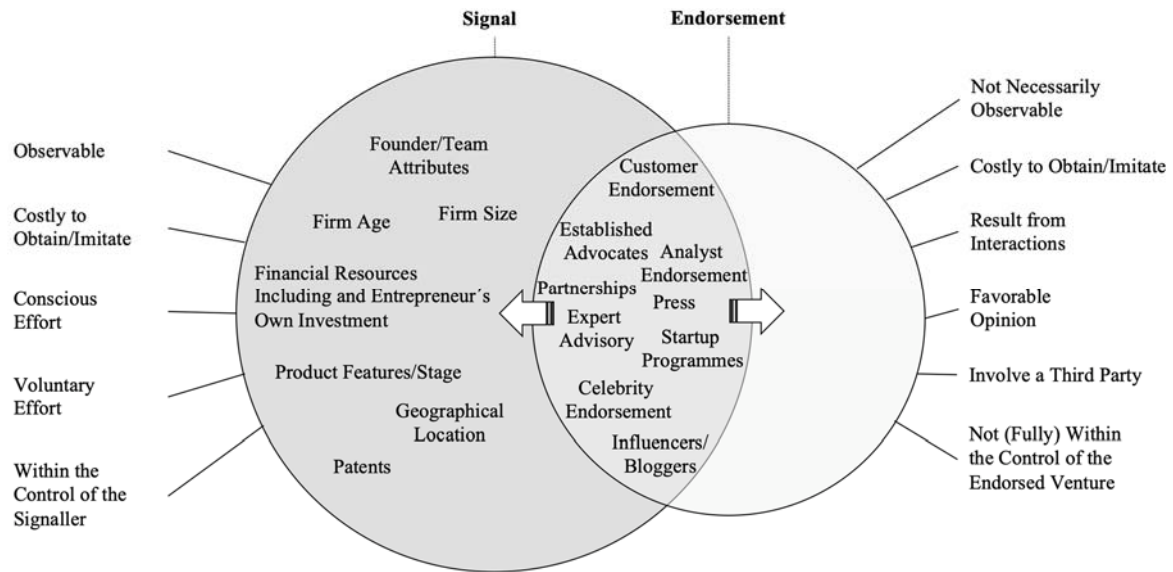 Signal
Endorsement
Observable
Costly to
Obtain/Imitate
Conscious
Effort
Voluntary
Effort
Within the
Control of the
Signaller
Founder/Team
Attributes
Firm Age
Firm Size
Financial Resources
Including and Entrepreneur´s
Own Investment
Product Features/Stage
Geographical
Location
Patents
Customer
Endorsement
Established
Advocates
Analyst
Endorsement
Partnerships
Press
Expert
Advisory
Startup
Programmes
Celebrity
Endorsement
Influencers/
Bloggers
Not Necessarily
Observable
Costly to Obtain/Imitate
Result from
Interactions
Favorable
Opinion
Involve a Third Party
Not (Fully) Within
the Control of the
Endorsed Venture